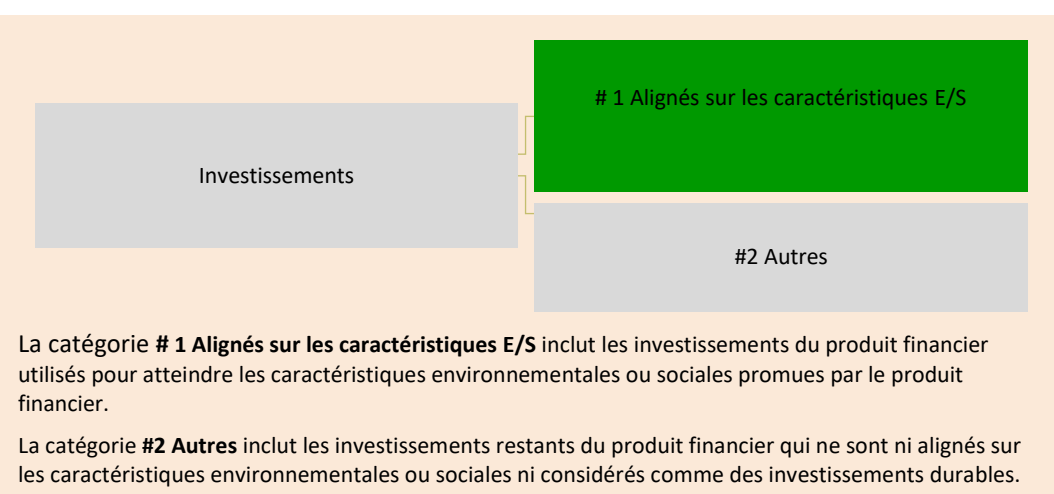 # 1 Alignés sur les caractéristiques E/S
Investissements
#2 Autres
La catégorie # 1 Alignés sur les caractéristiques E/S inclut les investissements du produit financier
utilisés pour atteindre les caractéristiques environnementales ou sociales promues par le produit
financier.
La catégorie #2 Autres inclut les investissements restants du produit financier qui ne sont ni alignés sur
les caractéristiques environnementales ou sociales ni considérés comme des investissements durables.